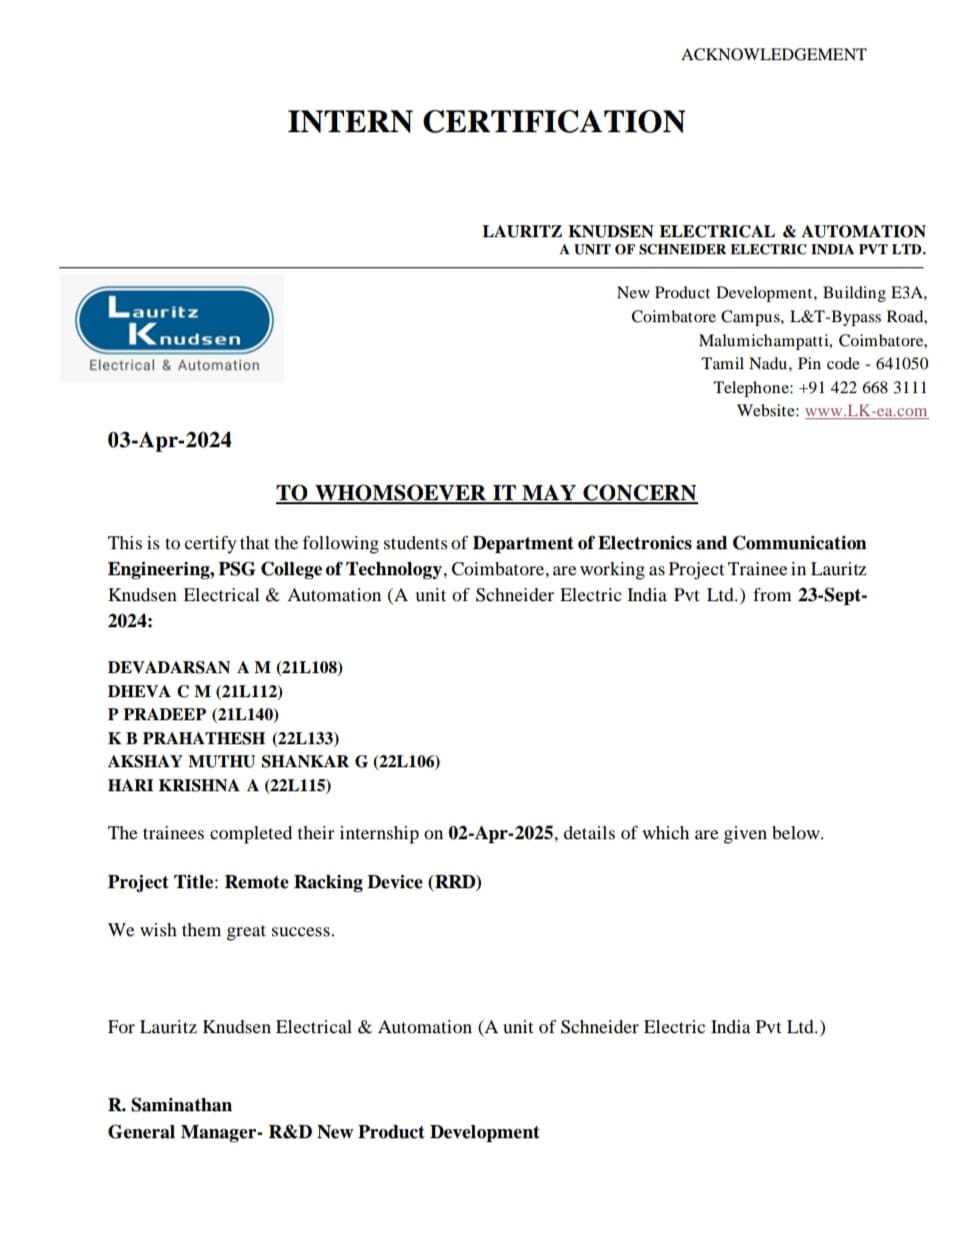 ACKNOWLEDGEMENT
INTERN CERTIFICATION
LAURITZ KNUDSEN ELECTRICAL & AUTOMATION
A UNIT OF SCHNEIDER ELECTRIC INDIA PVT LTD.
Lauritz
Knudsen
Electrical & Automation
New Product Development, Building E3A,
Coimbatore Campus, L&T-Bypass Road,
Malumichampatti, Coimbatore,
Tamil Nadu, Pin code - 641050
Telephone: +91 422 668 3111
Website: www.LK-ea.com
03-Apr-2024
TO WHOMSOEVER IT MAY CONCERN
This is to certify that the following students of Department of Electronics and Communication
Engineering, PSG College of Technology, Coimbatore, are working as Project Trainee in Lauritz
Knudsen Electrical & Automation (A unit of Schneider Electric India Pvt Ltd.) from 23-Sept-
2024:
DEVADARSAN A M (21L108)
DHEVA C M (21L112)
P PRADEEP (21L140)
K B PRAHATHESH (22L133)
AKSHAY MUTHU SHANKAR G (22L106)
HARI KRISHNA A (22L115)
The trainees completed their internship on 02-Apr-2025, details of which are given below.
Project Title: Remote Racking Device (RRD)
We wish them great success.
For Lauritz Knudsen Electrical & Automation (A unit of Schneider Electric India Pvt Ltd.)
R. Saminathan
General Manager- R&D New Product Development